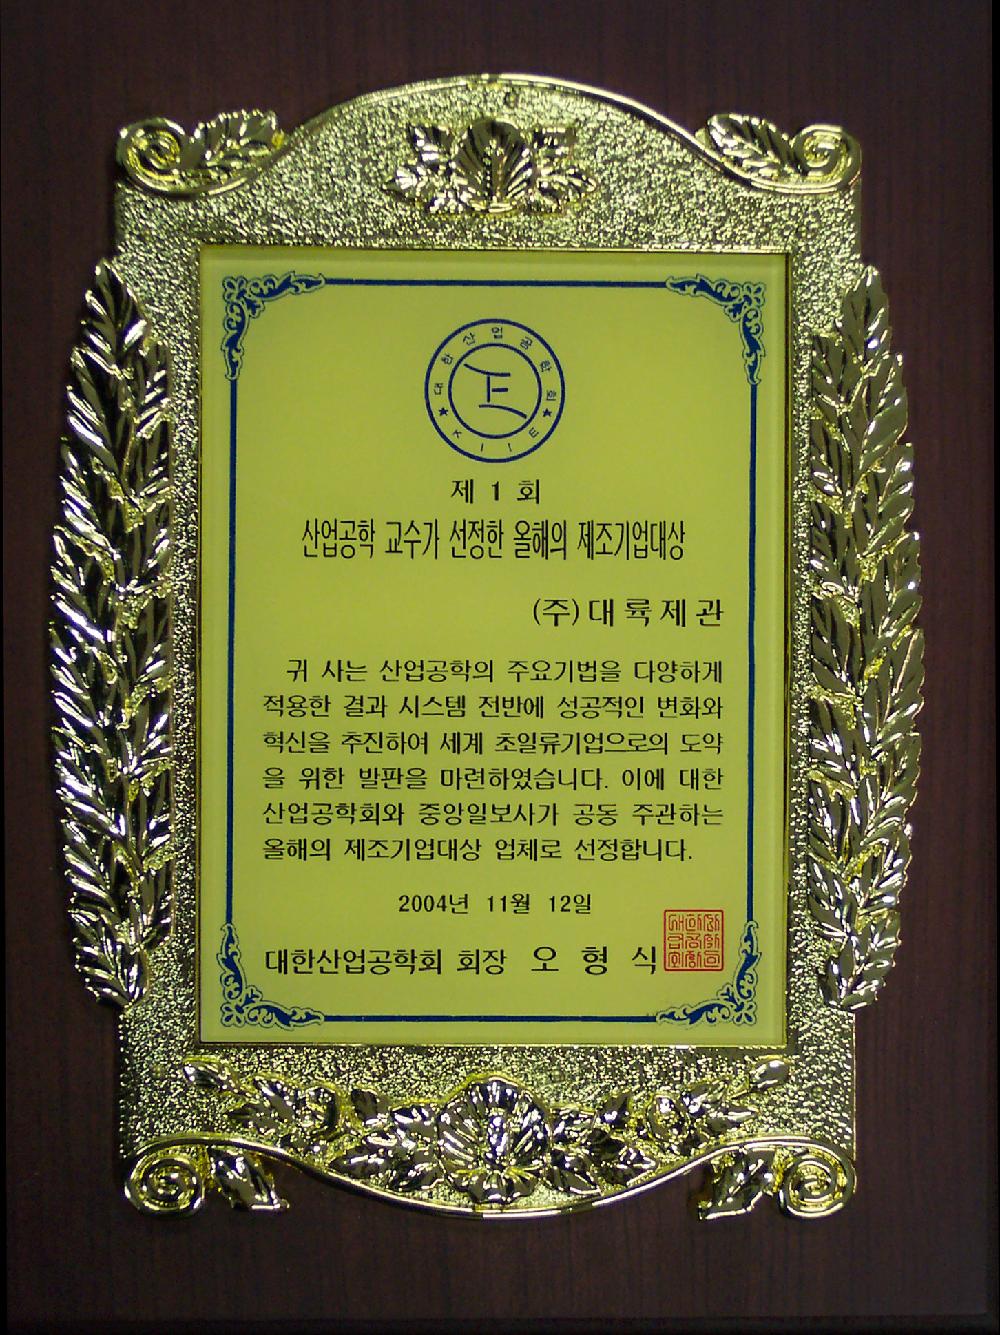 대한산업공학회
KIIE
제 1 회
산업공학 교수가 선정한 올해의 제조기업대상
(주) 대 륙 제 관
귀 사는 산업공학의 주요기법을 다양하게
적용한 결과 시스템 전반에 성공적인 변화와
혁신을 추진하여 세계 초일류기업으로의 도약
을 위한 발판을 마련하였습니다. 이에 대한
산업공학회와 중앙일보사가 공동 주관하는
올해의 제조기업대상 업체로 선정합니다.
2004년 11월 12일
대한산업공학회 회장 오 형 식